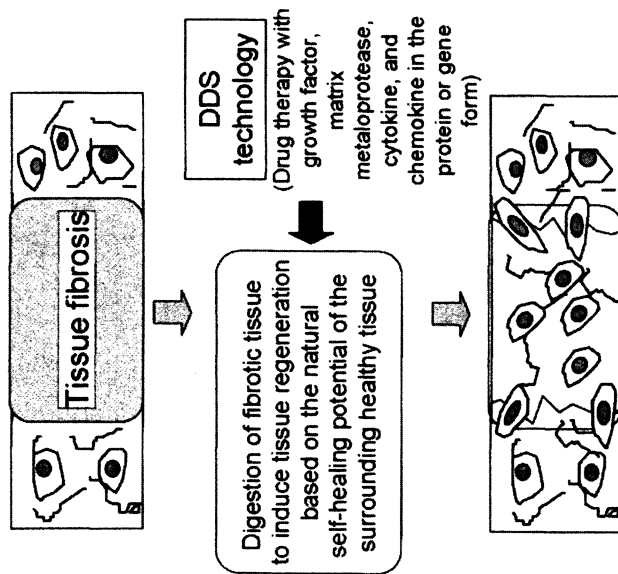 Tissue fibrosis
Digestion of fibrotic tissue
to induce tissue regeneration
based on the natural
self-healing potential of the
surrounding healthy tissue
DDS
technology
(Drug therapy with
growth factor,
matrix
metaloprotease,
cytokine, and
chemokine in the
protein or gene
form)